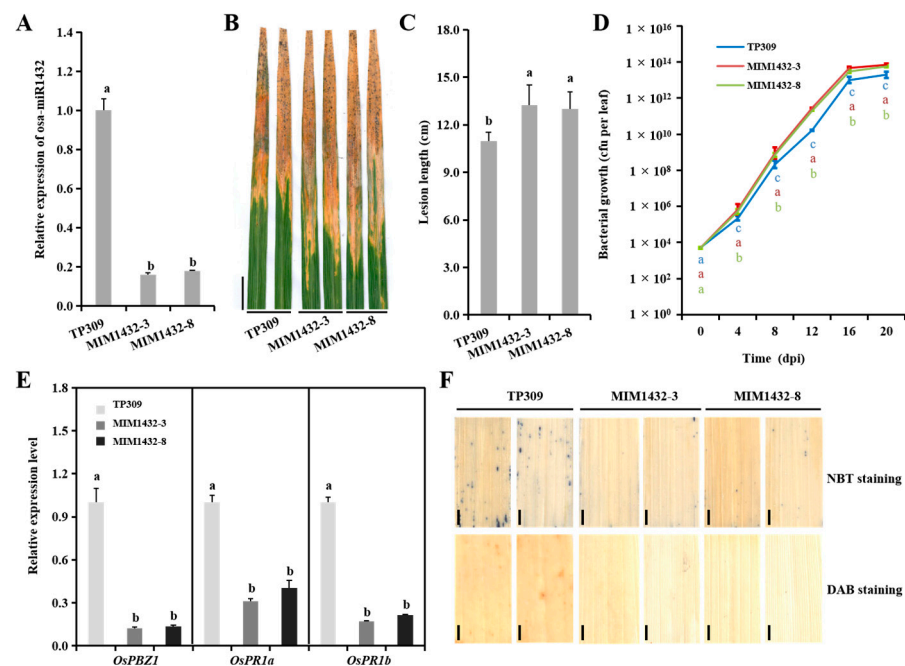 A
Relative expression of osa-miR1432
1.4
1.2
1.0
0.8
0.6
0.4
0.2
0.0
a
b
b
TP309
MIM1432-3
MIM1432-8
B
TP309
MIM1432-3
MIM1432-8
C
Lesion length (cm)
18.0
15.0
12.0
9.0
6.0
3.0
0.0
b
a
a
TP309
MIM1432-3
MIM1432-8
D
Bacterial growth (cfu per leaf)
1 × 10^16
1 × 10^14
1 × 10^12
1 × 10^10
1 × 10^8
1 × 10^6
1 × 10^4
1 × 10^2
1 × 10^0
TP309
MIM1432-3
MIM1432-8
a
a
a
c
a
b
c
a
b
c
a
b
c
a
b
c
a
b
0 4 8 12 16 20
Time (dpi)
E
Relative expression level
1.8
1.5
1.2
0.9
0.6
0.3
0.0
TP309
MIM1432-3
MIM1432-8
a
b
b
a
b
b
a
b
b
OsPBZ1 OsPR1a OsPR1b
F
TP309 MIM1432-3 MIM1432-8
NBT staining
DAB staining